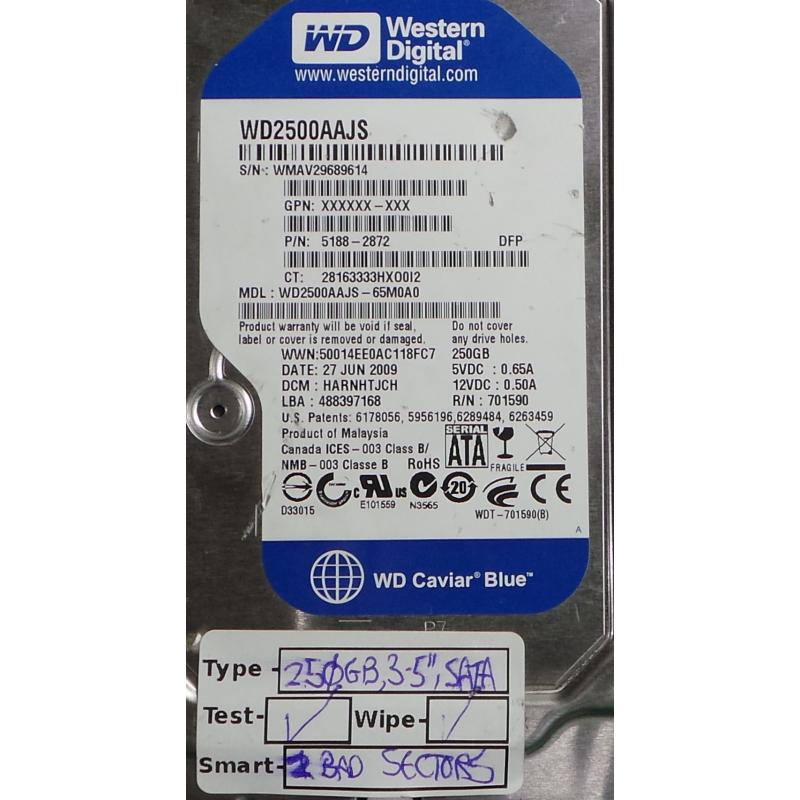 WD Western Digital®
www.westerndigital.com
WD2500AAJS
S/N: WMAV29689614
GPN: XXXXXX-XXX
P/N: 5188-2872 DFP
CT: 28163333HX00I2
MDL: WD2500AAJS-65M0A0
Product warranty will be void if seal, Do not cover
label or cover is removed or damaged. any drive holes.
WWN:50014EE0AC118FC7 250GB
DATE: 27 JUN 2009 5VDC : 0.65A
DCM : HARNHTJCH 12VDC : 0.50A
LBA : 488397168 R/N : 701590
U.S. Patents: 6178056, 5956196,6289484, 6263459
Product of Malaysia
Canada ICES-003 Class B/
NMB-003 Classe B RoHS SERIAL ATA FRAGILE
c UL us 20 CE
D33015 E101559 N3565 WDT-701590(B)
A
WD Caviar® Blue™
Type - 250GB, 3.5", SATA
Test- ✓ Wipe- ✓
Smart- BAD SECTORS